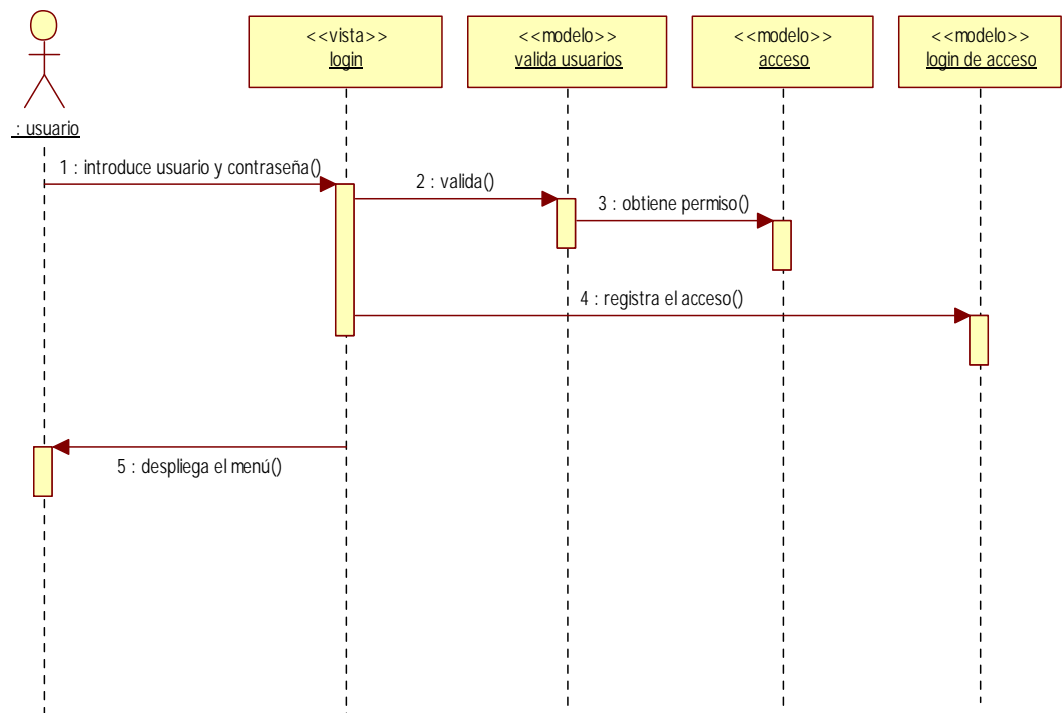 <<vista>>
login
<<modelo>>
valida usuarios
<<modelo>>
acceso
<<modelo>>
login de acceso
: usuario
1 : introduce usuario y contraseña()
2 : valida()
3 : obtiene permiso()
4 : registra el acceso()
5 : despliega el menú()